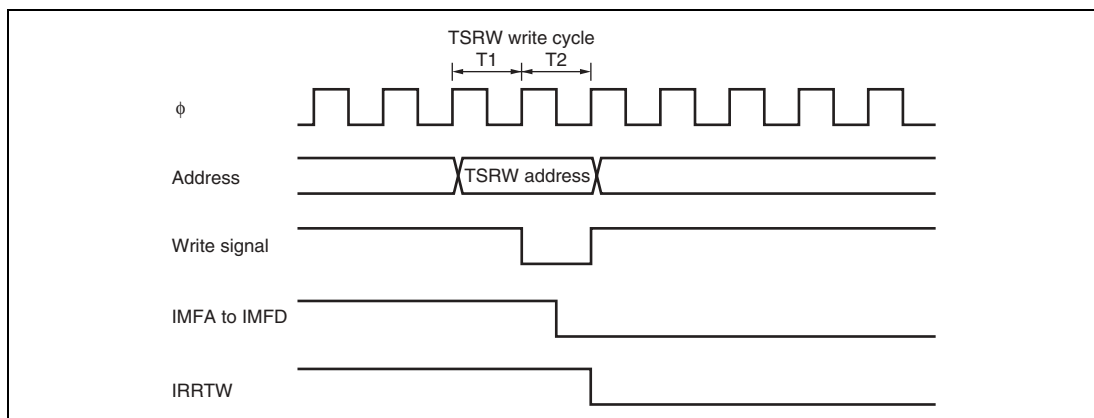 TSRW write cycle
T1 T2
ϕ
Address
TSRW address
Write signal
IMFA to IMFD
IRRTW